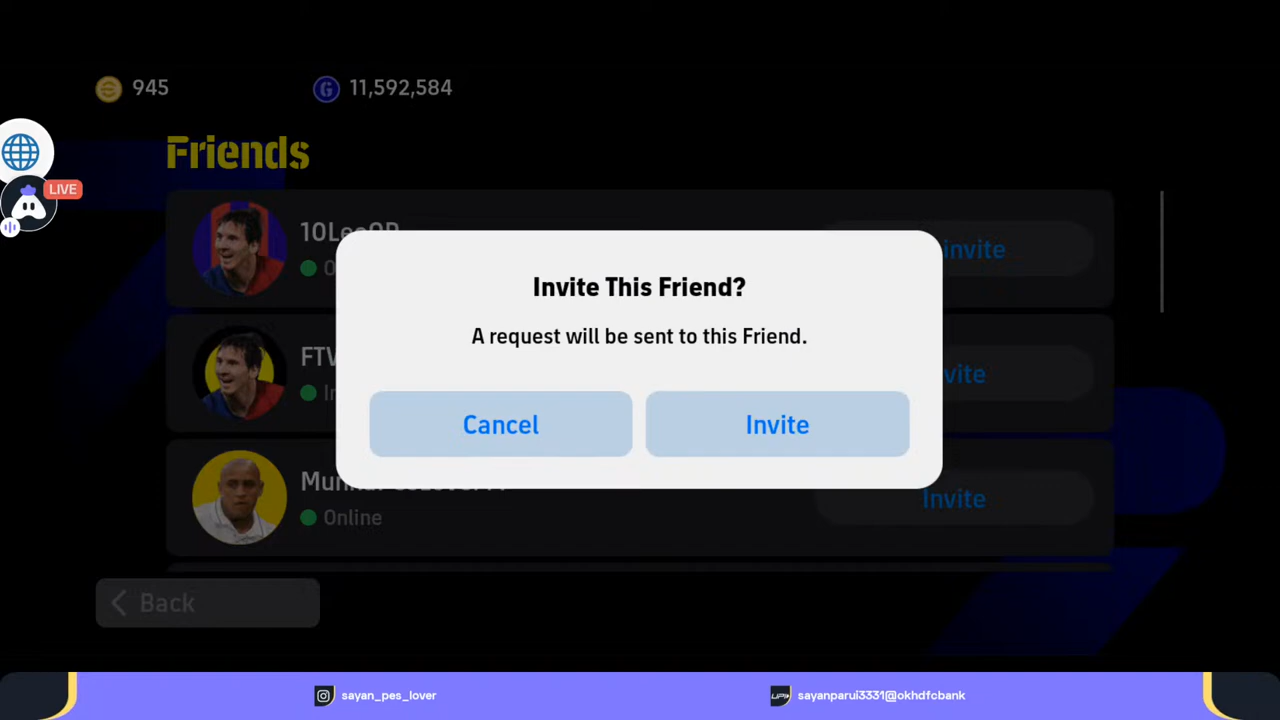 945
11,592,584
Friends
LIVE
Invite
Invite This Friend?
A request will be sent to this Friend.
Cancel
Invite
Online
Invite
Back
sayan_pes_lover
UPI
sayanparui3331@okhdfcbank